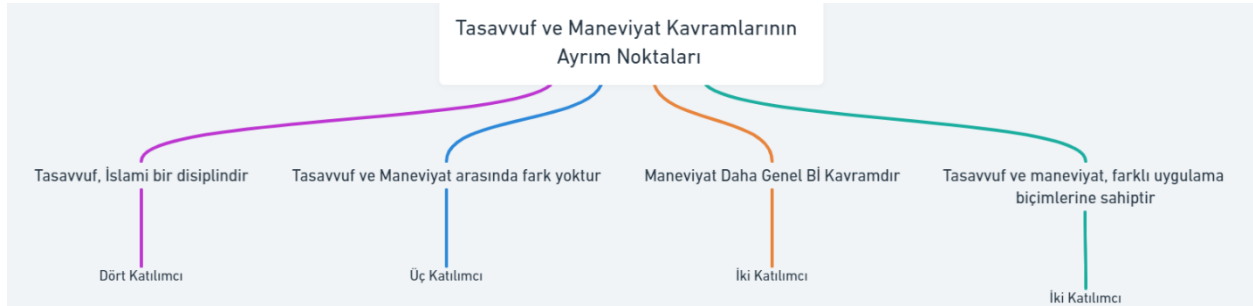 Tasavvuf ve Maneviyat Kavramlarının
Ayrım Noktaları
Tasavvuf, İslami bir disiplindir
Tasavvuf ve Maneviyat arasında fark yoktur
Maneviyat Daha Genel Bİ Kavramdır
Tasavvuf ve maneviyat, farklı uygulama
biçimlerine sahiptir
Dört Katılımcı
Üç Katılımcı
İki Katılımcı
İki Katılımcı